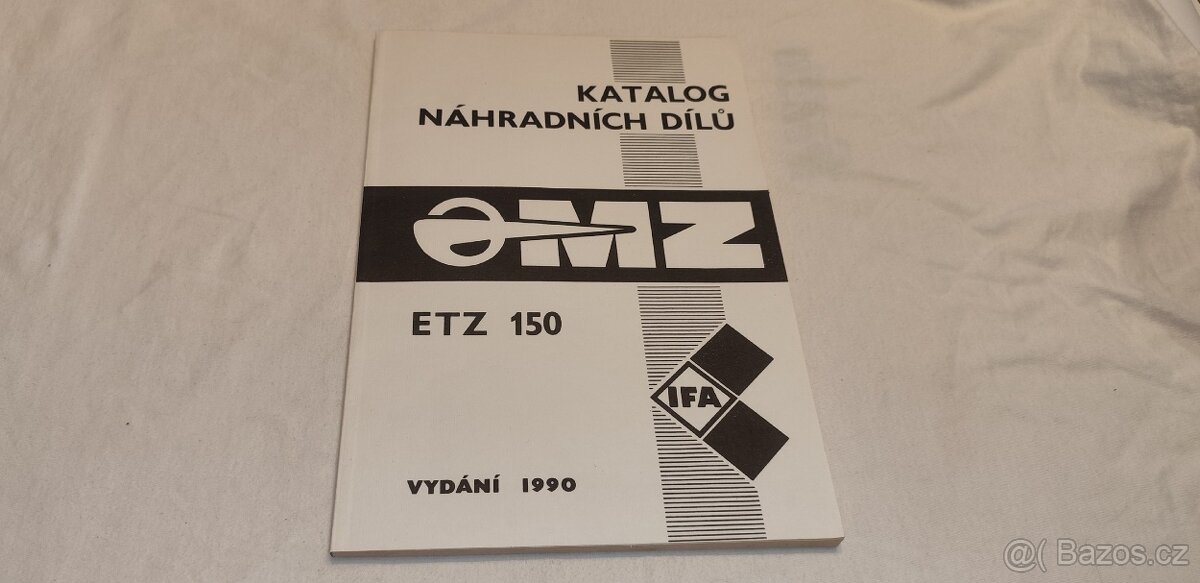 KATALOG
NÁHRADNÍCH DÍLŮ
MZ
ETZ 150
IFA
VYDÁNÍ 1990
@( Bazos.cz